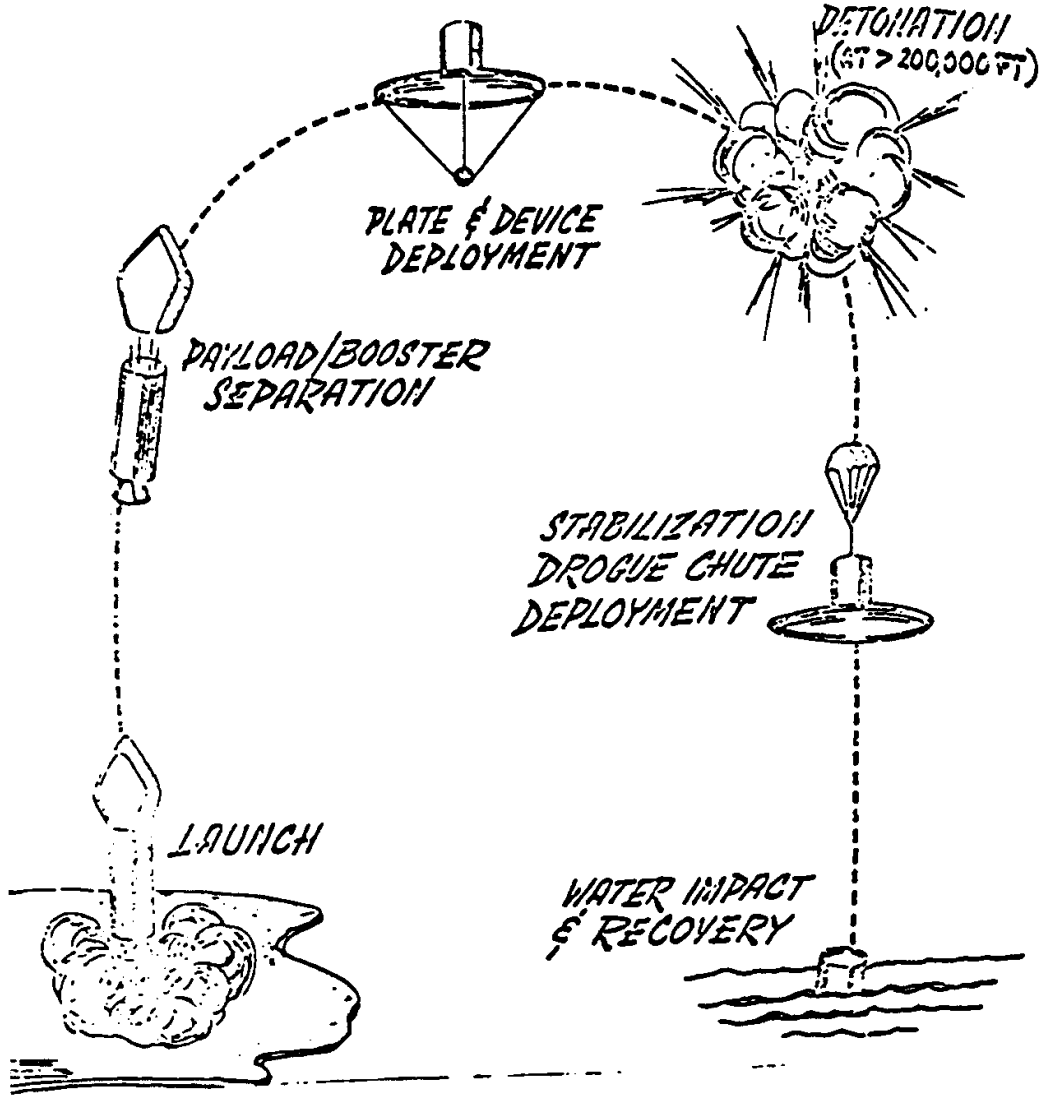 DETONATION
(AT > 200,000 FT)
PLATE & DEVICE
DEPLOYMENT
PAYLOAD/BOOSTER
SEPARATION
STABILIZATION
DROGUE CHUTE
DEPLOYMENT
LAUNCH
WATER IMPACT
& RECOVERY